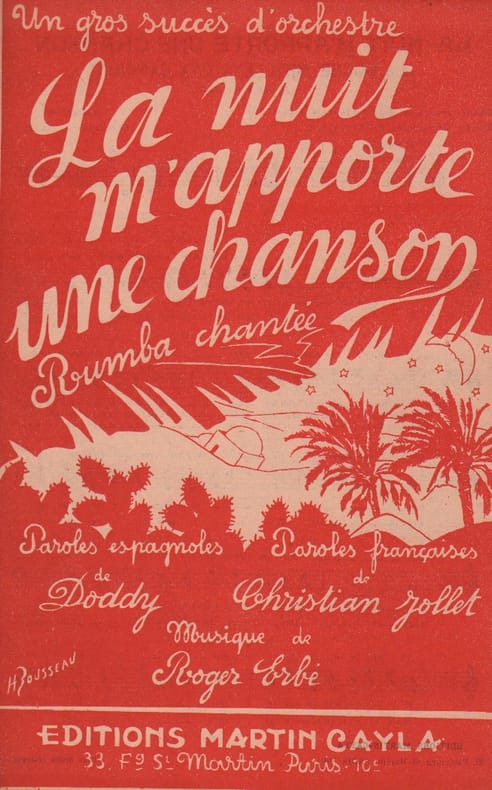 Un gros succès d'orchestre
La nuit
m'apporte
une chanson
Rumba chantée
Paroles espagnoles
de
Doddy
Paroles françaises
de
Christian Jollet
Musique de
Roger Erbé
H ROUSSEAU
EDITIONS MARTIN CAYLA
33. Fg St Martin Paris-10e